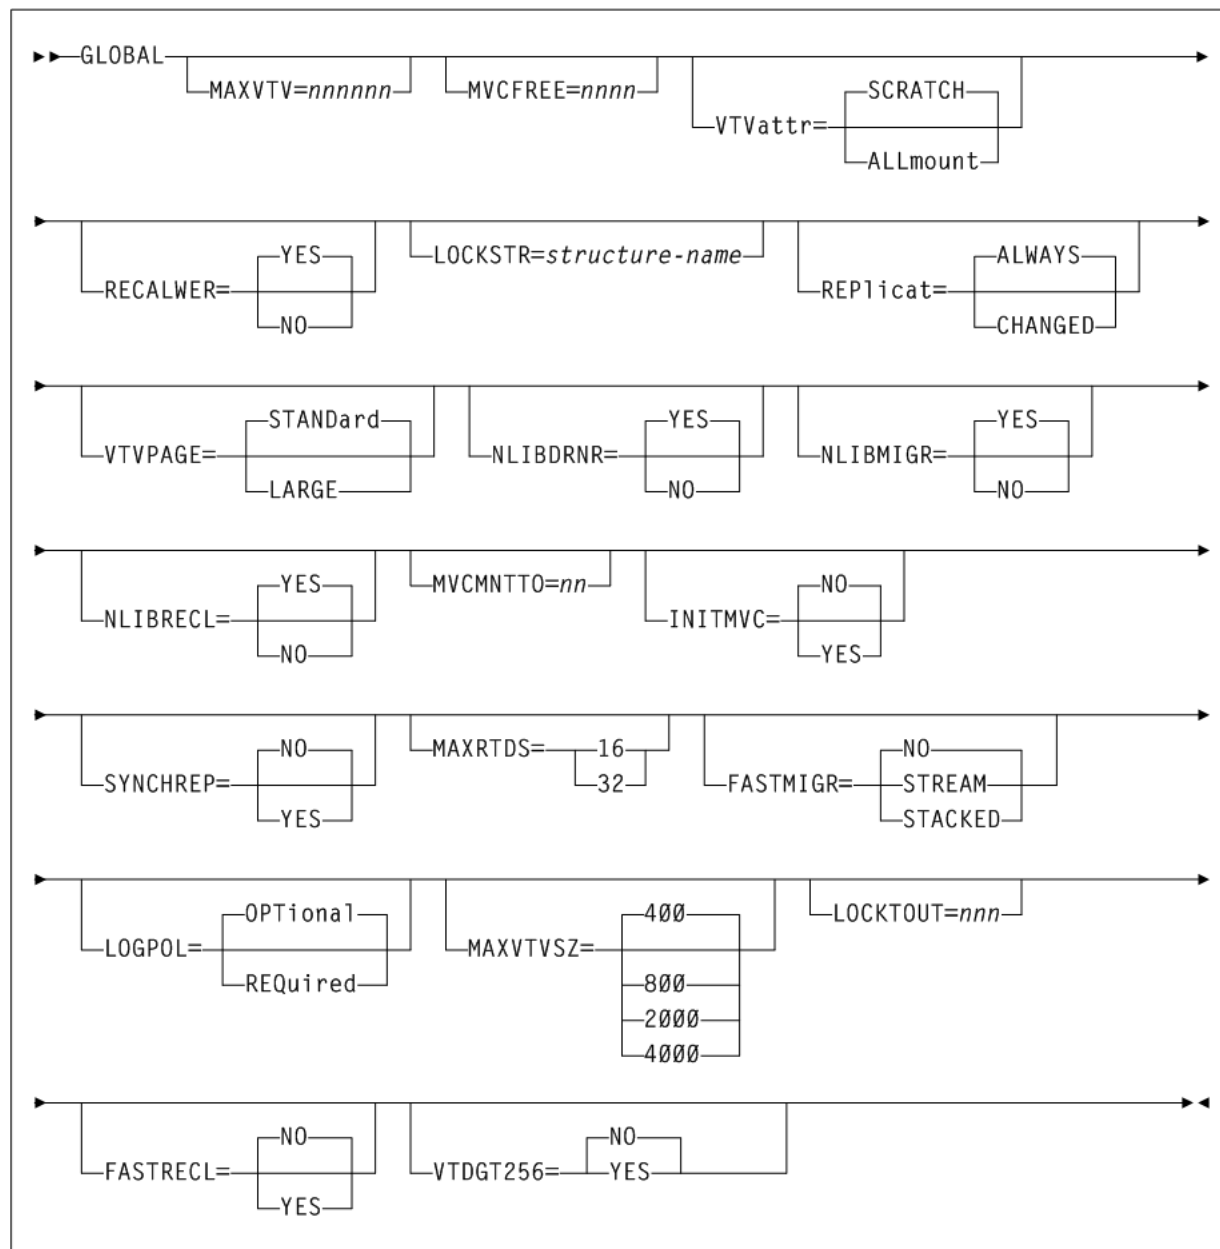 GLOBAL
MAXVTV=nnnnnn
MVCFREE=nnnn
VTVattr=
SCRATCH
ALLmount
RECALWER=
YES
NO
LOCKSTR=structure-name
REPlicat=
ALWAYS
CHANGED
VTVPAGE=
STANDard
LARGE
NLIBDRNR=
YES
NO
NLIBMIGR=
YES
NO
NLIBRECL=
YES
NO
MVCMNTTO=nn
INITMVC=
NO
YES
SYNCHREP=
NO
YES
MAXRTDS=
16
32
FASTMIGR=
NO
STREAM
STACKED
LOGPOL=
OPTional
REQuired
MAXVTVSZ=
400
800
2000
4000
LOCKTOUT=nnn
FASTRECL=
NO
YES
VTDGT256=
NO
YES